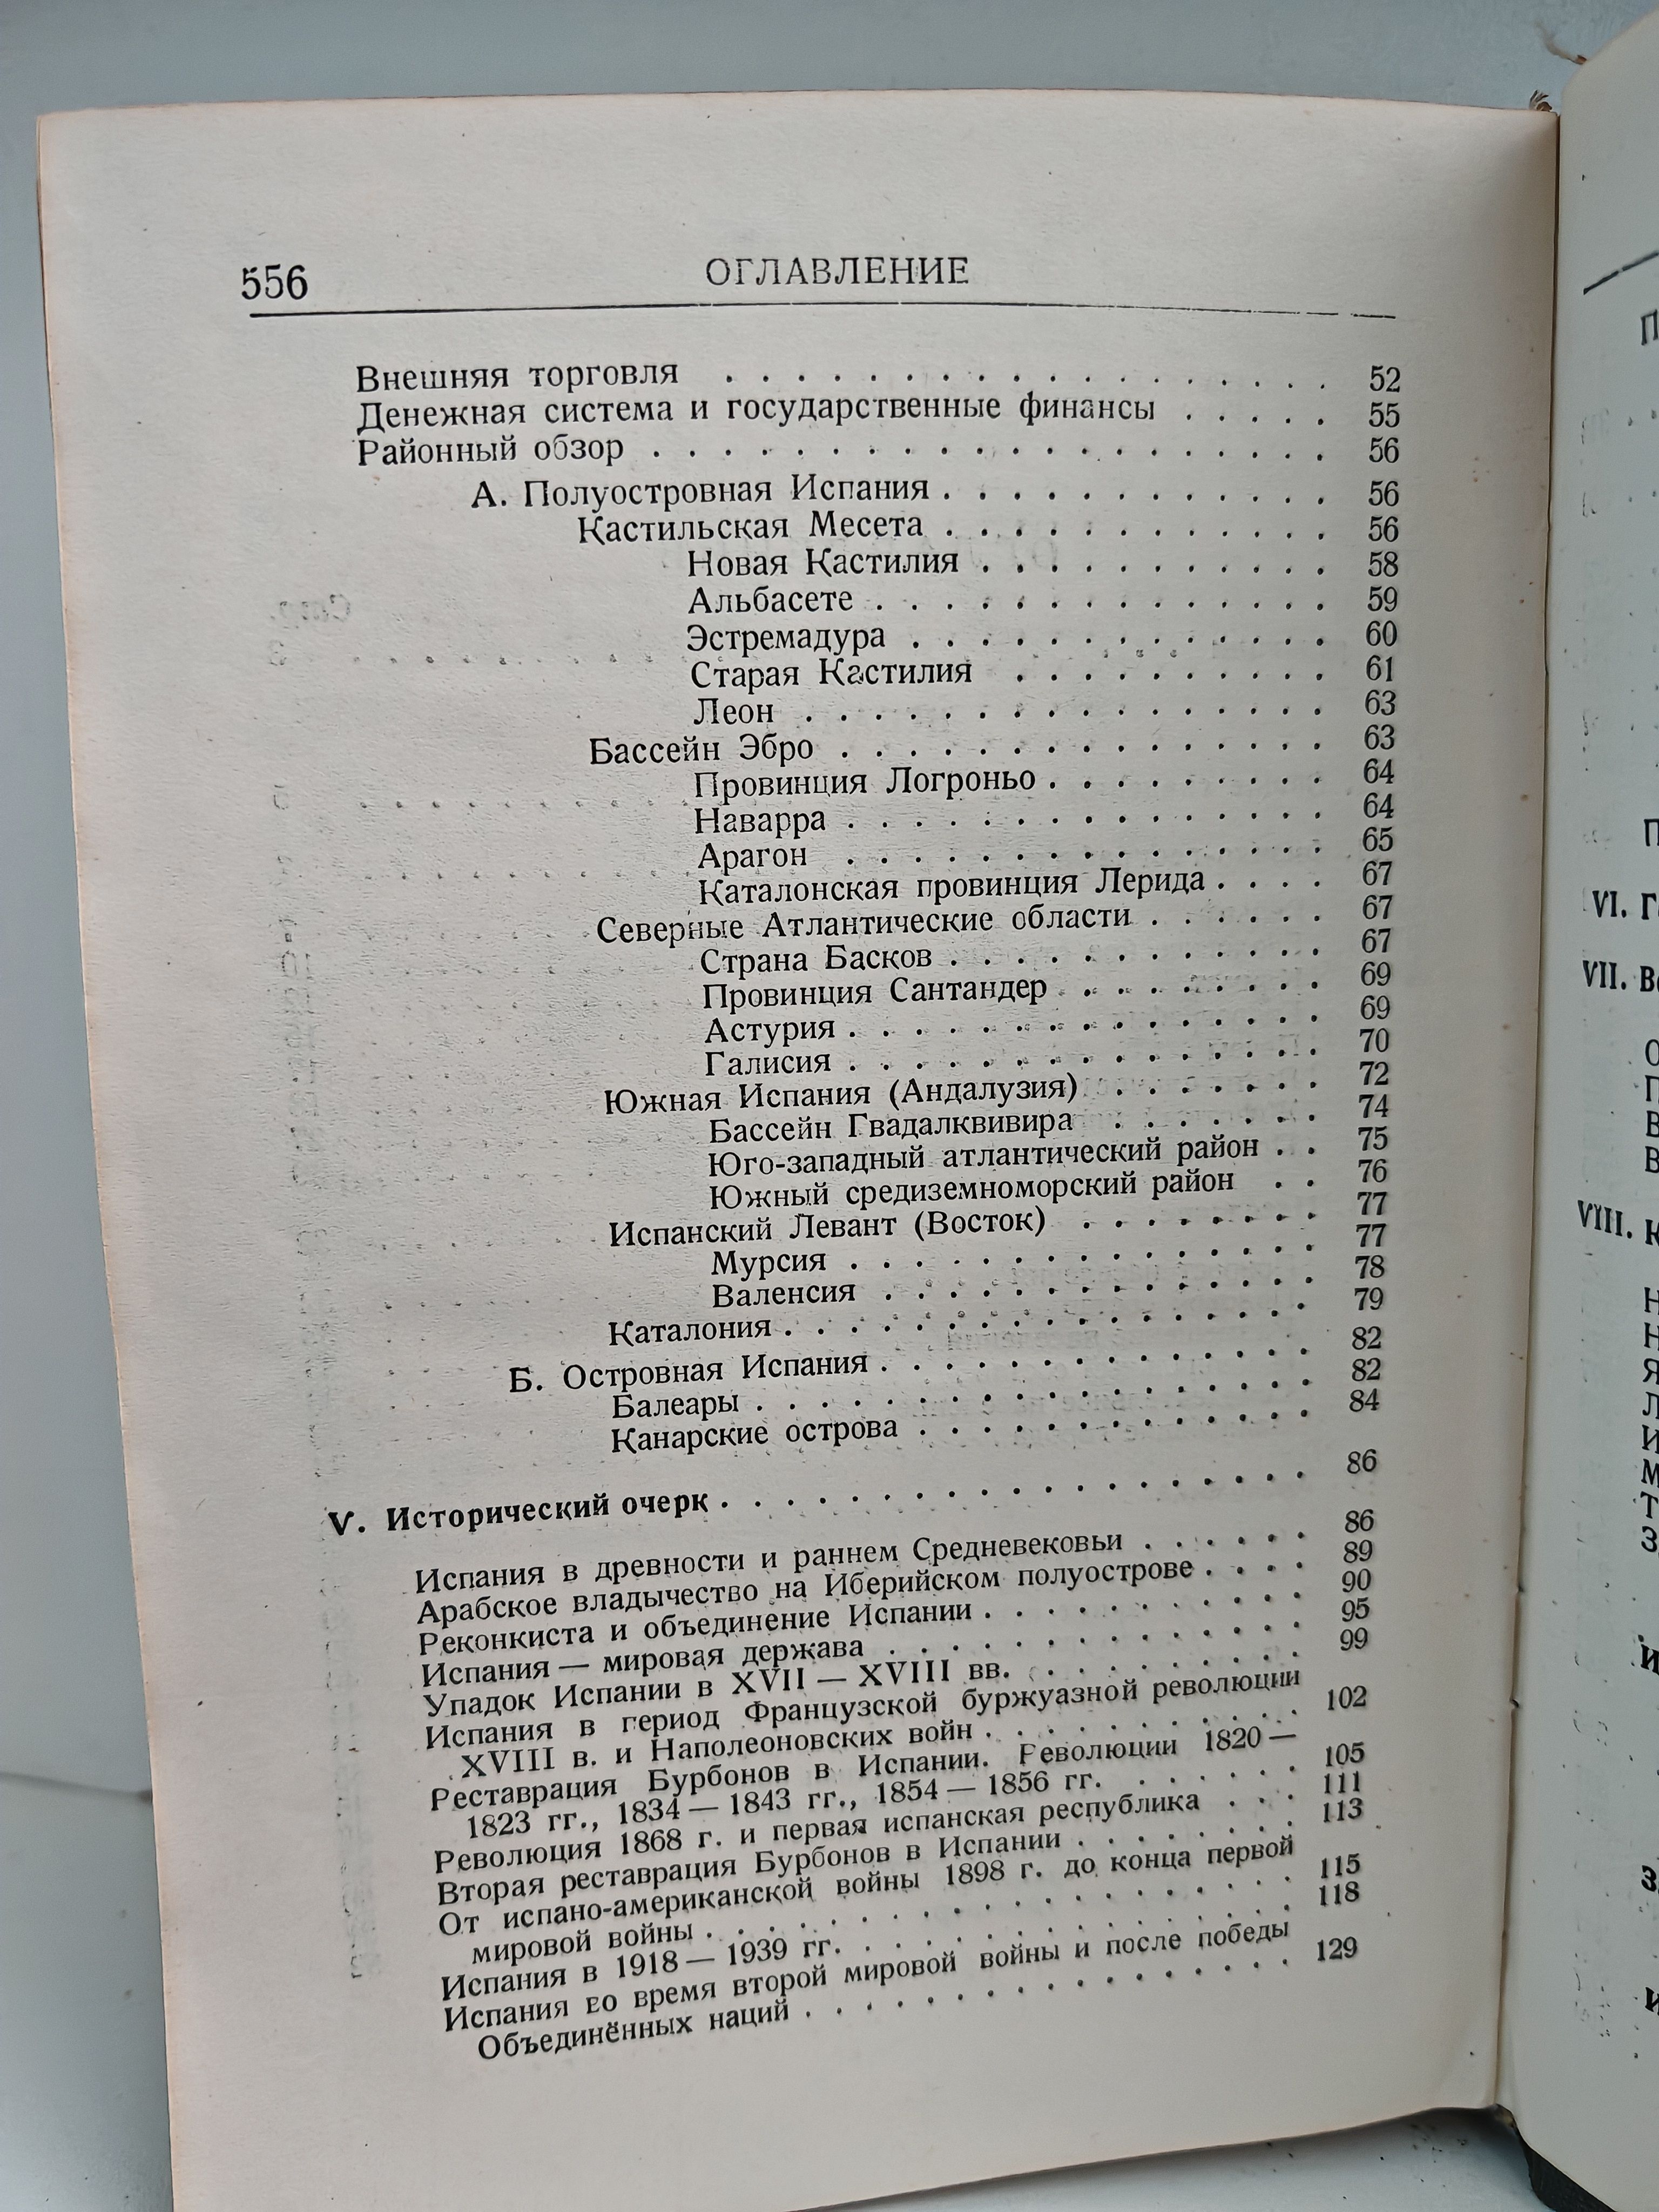 556
ОГЛАВЛЕНИЕ
Внешняя торговля . . . . . . . . . . . . . . . . . 52
Денежная система и государственные финансы . . . . . 55
Районный обзор . . . . . . . . . . . . . . . . . . . 56
А. Полуостровная Испания . . . . . . . . . . . 56
Кастильская Месета . . . . . . . . . . . 56
Новая Кастилия . . . . . . . . . . 58
Альбасете . . . . . . . . . . . . . 59
Эстремадура . . . . . . . . . . . . 60
Старая Кастилия . . . . . . . . . . 61
Леон . . . . . . . . . . . . . . . 63
Бассейн Эбро . . . . . . . . . . . . . . 63
Провинция Логроньо . . . . . . . . 64
Наварра . . . . . . . . . . . . . . 64
Арагон . . . . . . . . . . . . . . 65
Каталонская провинция Лерида . . . . 67
Северные Атлантические области . . . . . . 67
Страна Басков . . . . . . . . . . . 67
Провинция Сантандер . . . . . . . . 69
Астурия . . . . . . . . . . . . . . 69
Галисия . . . . . . . . . . . . . . 70
Южная Испания (Андалузия) . . . . . . . 72
Бассейн Гвадалквивира . . . . . . . 74
Юго-западный атлантический район . . 75
Южный средиземноморский район . . 76
Испанский Левант (Восток) . . . . . . . . 77
Мурсия . . . . . . . . . . . . . . 77
Валенсия . . . . . . . . . . . . . 78
Каталония . . . . . . . . . . . . . . . 79
Б. Островная Испания . . . . . . . . . . . . . 82
Балеары . . . . . . . . . . . . . . . . 82
Канарские острова . . . . . . . . . . . . 84
V. Исторический очерк . . . . . . . . . . . . . . . . . 86
Испания в древности и раннем Средневековьи . . . . . . 86
Арабское владычество на Иберийском полуострове . . . . 89
Реконкиста и объединение Испании . . . . . . . . . . . 90
Испания — мировая держава . . . . . . . . . . . . . . 95
Упадок Испании в XVII — XVIII вв. . . . . . . . . . . 99
Испания в период Французской буржуазной революции
XVIII в. и Наполеоновских войн . . . . . . . . . . . 102
Реставрация Бурбонов в Испании. Революции 1820 —
1823 гг., 1834 — 1843 гг., 1854 — 1856 гг. . . . . . . 105
Революция 1868 г. и первая испанская республика . . . 111
Вторая реставрация Бурбонов в Испании . . . . . . . . 113
От испано-американской войны 1898 г. до конца первой
мировой войны . . . . . . . . . . . . . . . . . . . 115
Испания в 1918 — 1939 гг. . . . . . . . . . . . . . . 118
Испания во время второй мировой войны и после победы
Объединённых наций . . . . . . . . . . . . . . . . 129
VI.
VII.
VIII.